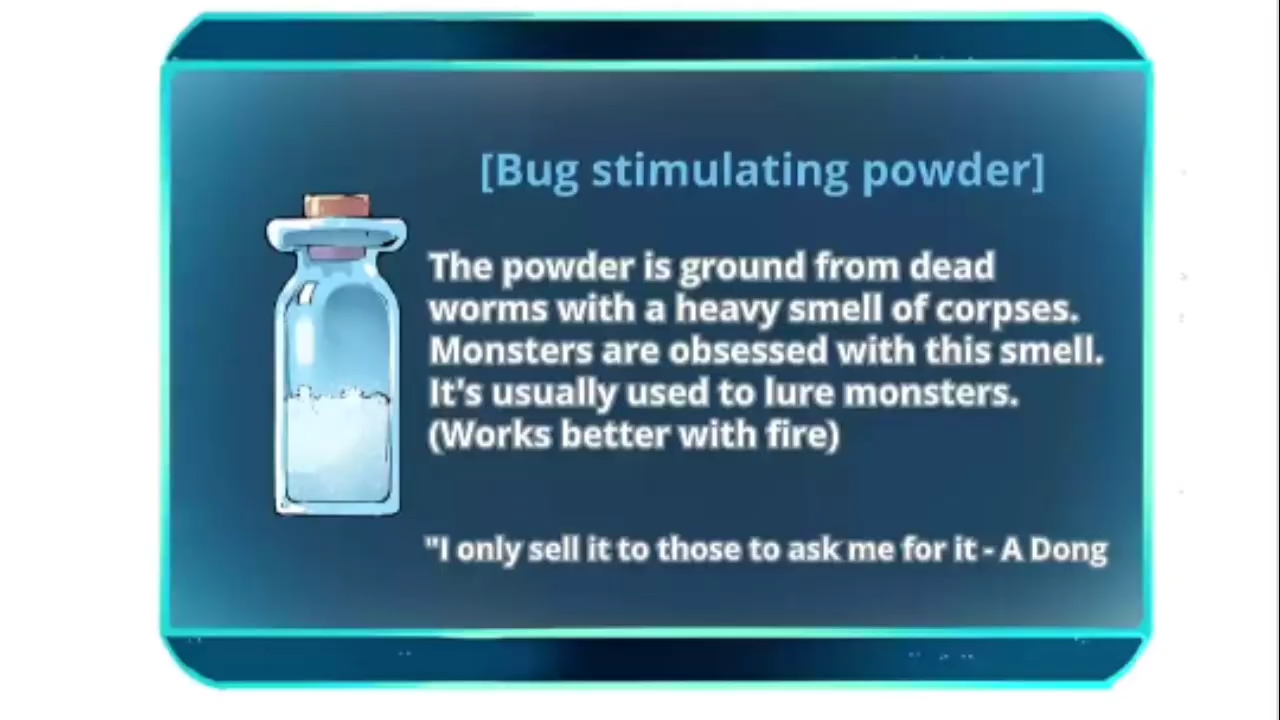 [Bug stimulating powder]
The powder is ground from dead
worms with a heavy smell of corpses.
Monsters are obsessed with this smell.
It's usually used to lure monsters.
(Works better with fire)
"I only sell it to those to ask me for it - A Dong